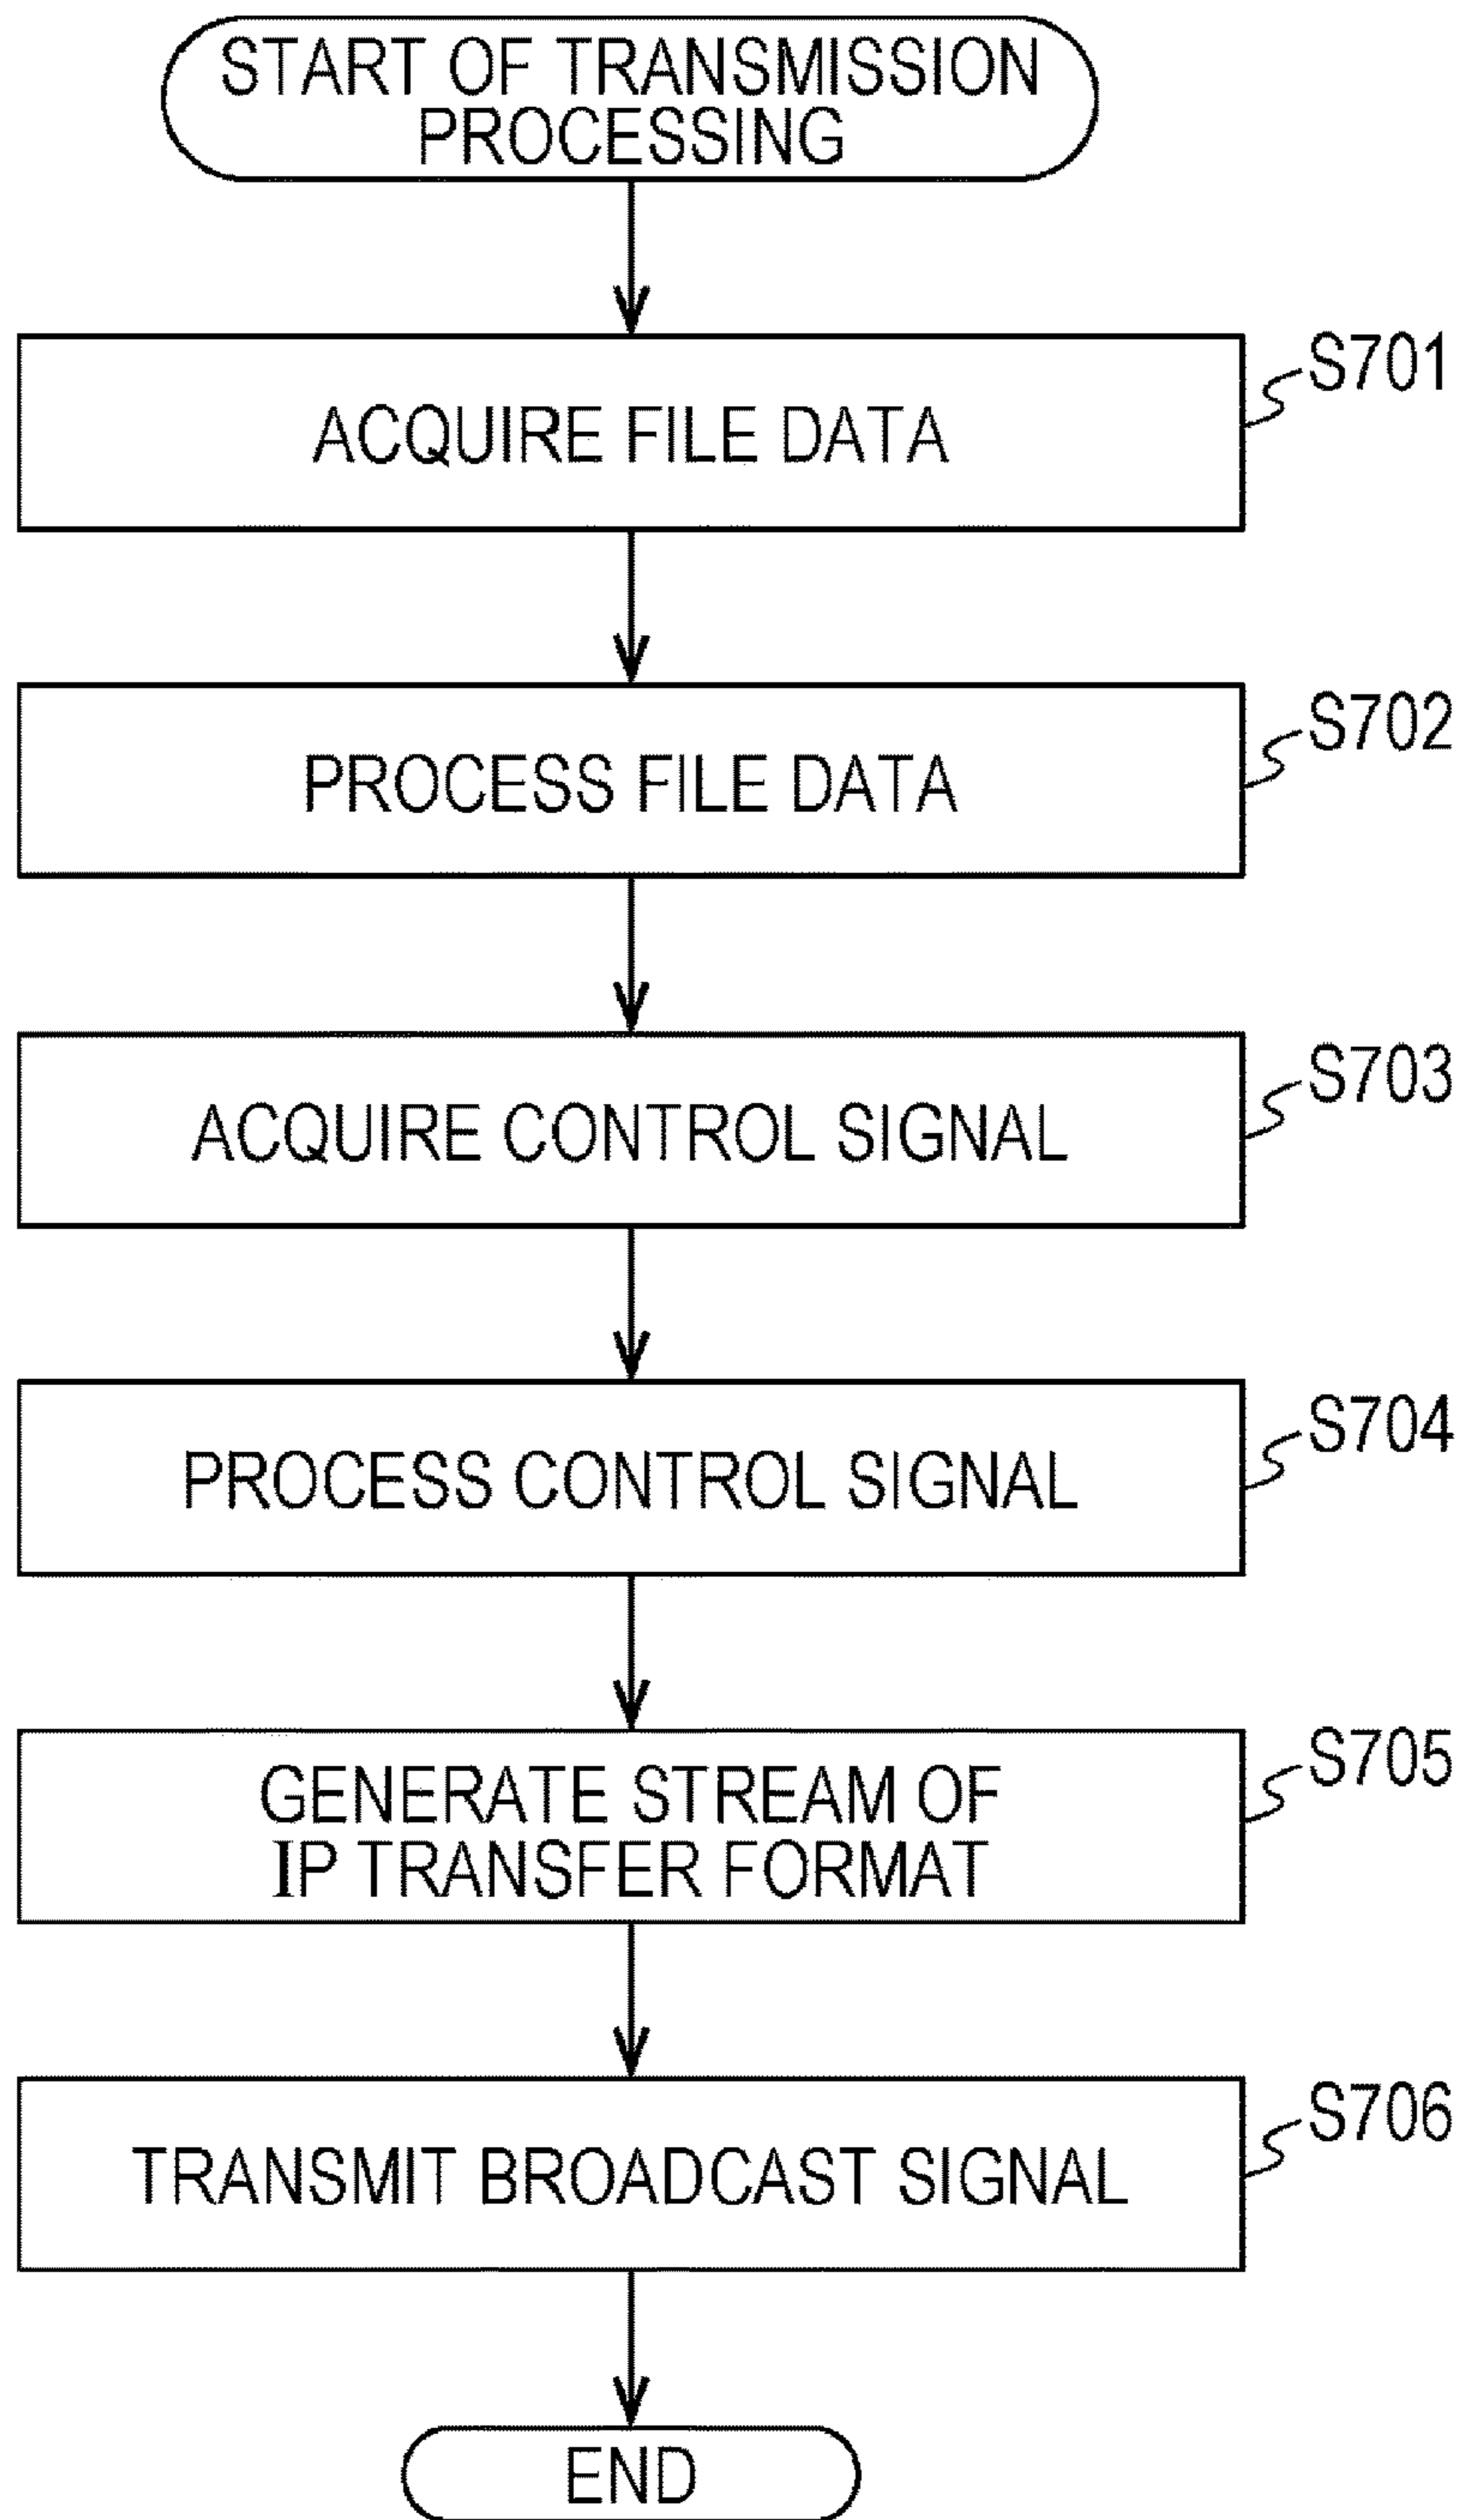 START OF TRANSMISSION
PROCESSING
S701
ACQUIRE FILE DATA
S702
PROCESS FILE DATA
S703
ACQUIRE CONTROL SIGNAL
S704
PROCESS CONTROL SIGNAL
S705
GENERATE STREAM OF
IP TRANSFER FORMAT
S706
TRANSMIT BROADCAST SIGNAL
END